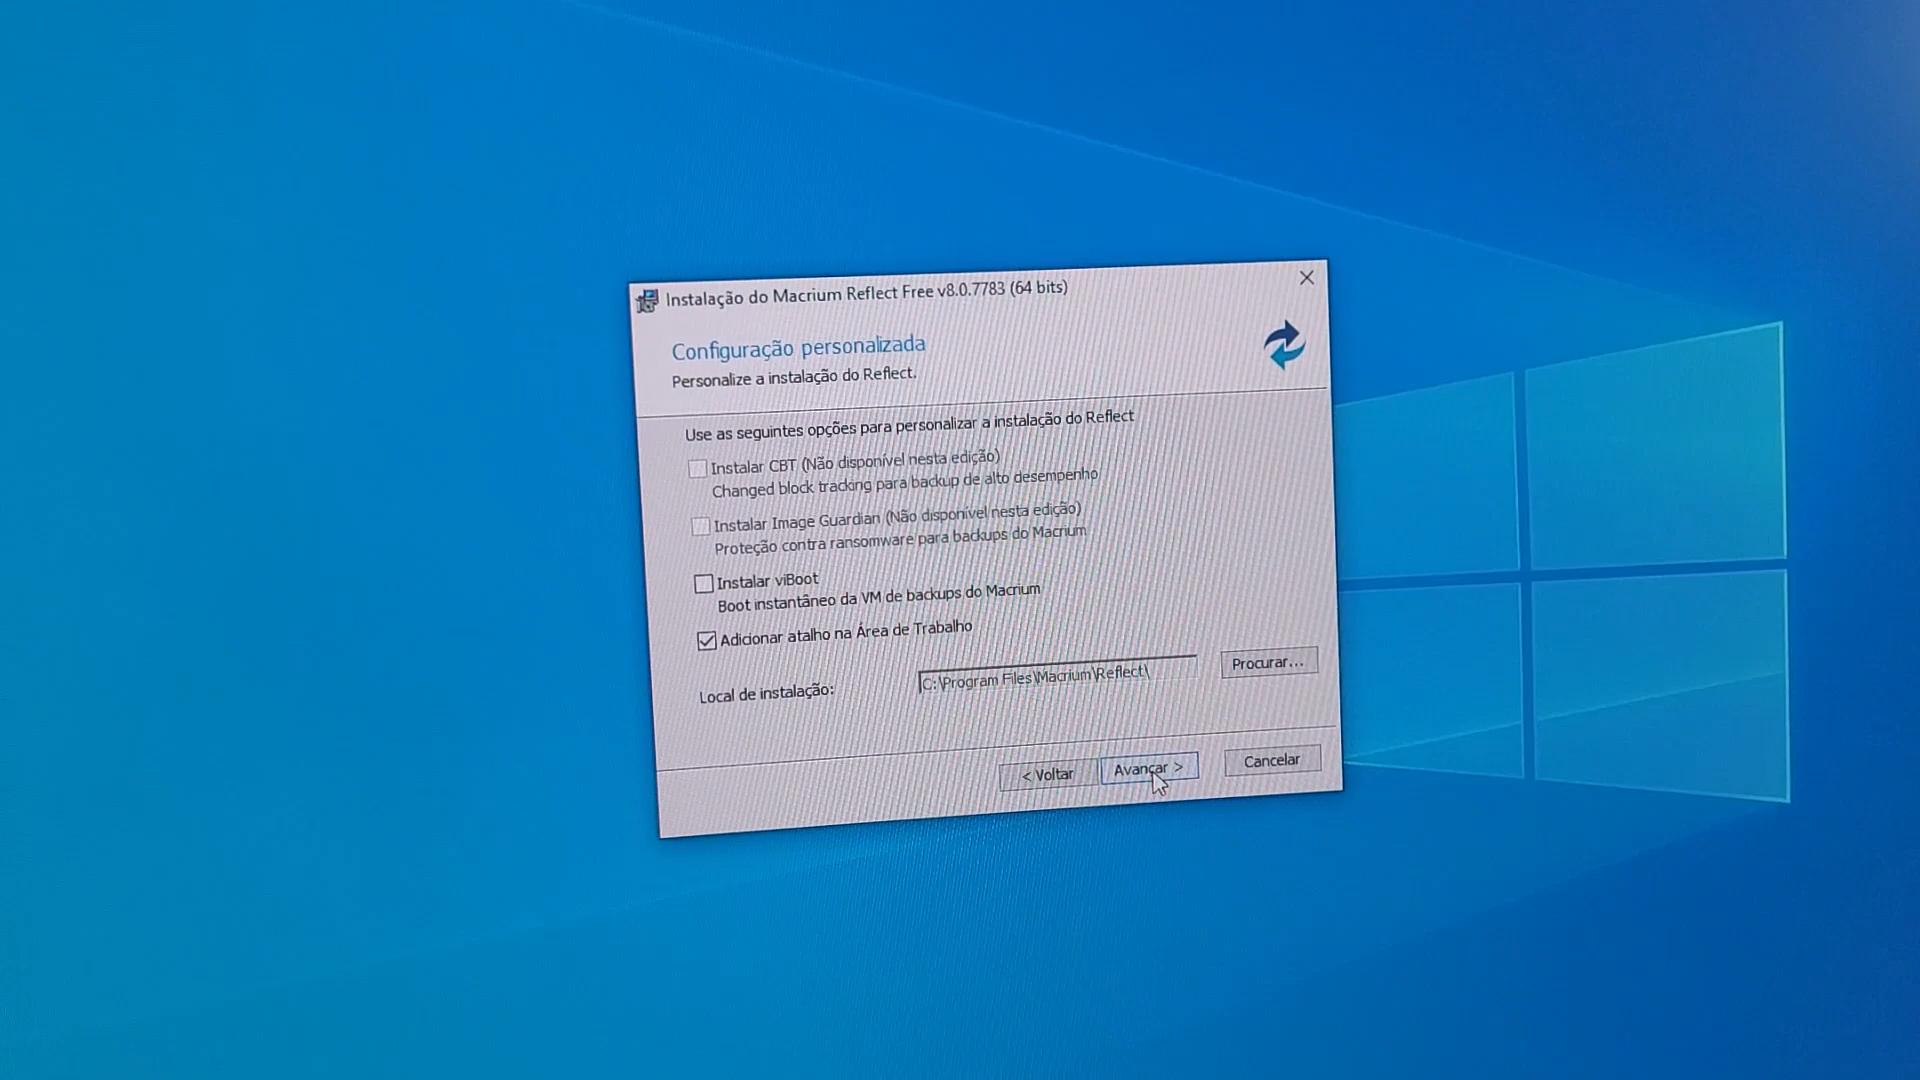 Instalação do Macrium Reflect Free v8.0.7783 (64 bits)
Configuração personalizada
Personalize a instalação do Reflect.
Use as seguintes opções para personalizar a instalação do Reflect
Instalar CBT (Não disponível nesta edição)
Changed block tracking para backup de alto desempenho
Instalar Image Guardian (Não disponível nesta edição)
Proteção contra ransomware para backups do Macrium
Instalar viBoot
Boot instantâneo da VM de backups do Macrium
Adicionar atalho na Área de Trabalho
Local de instalação: C:\Program Files\Macrium\Reflect\ Procurar...
< Voltar Avançar > Cancelar